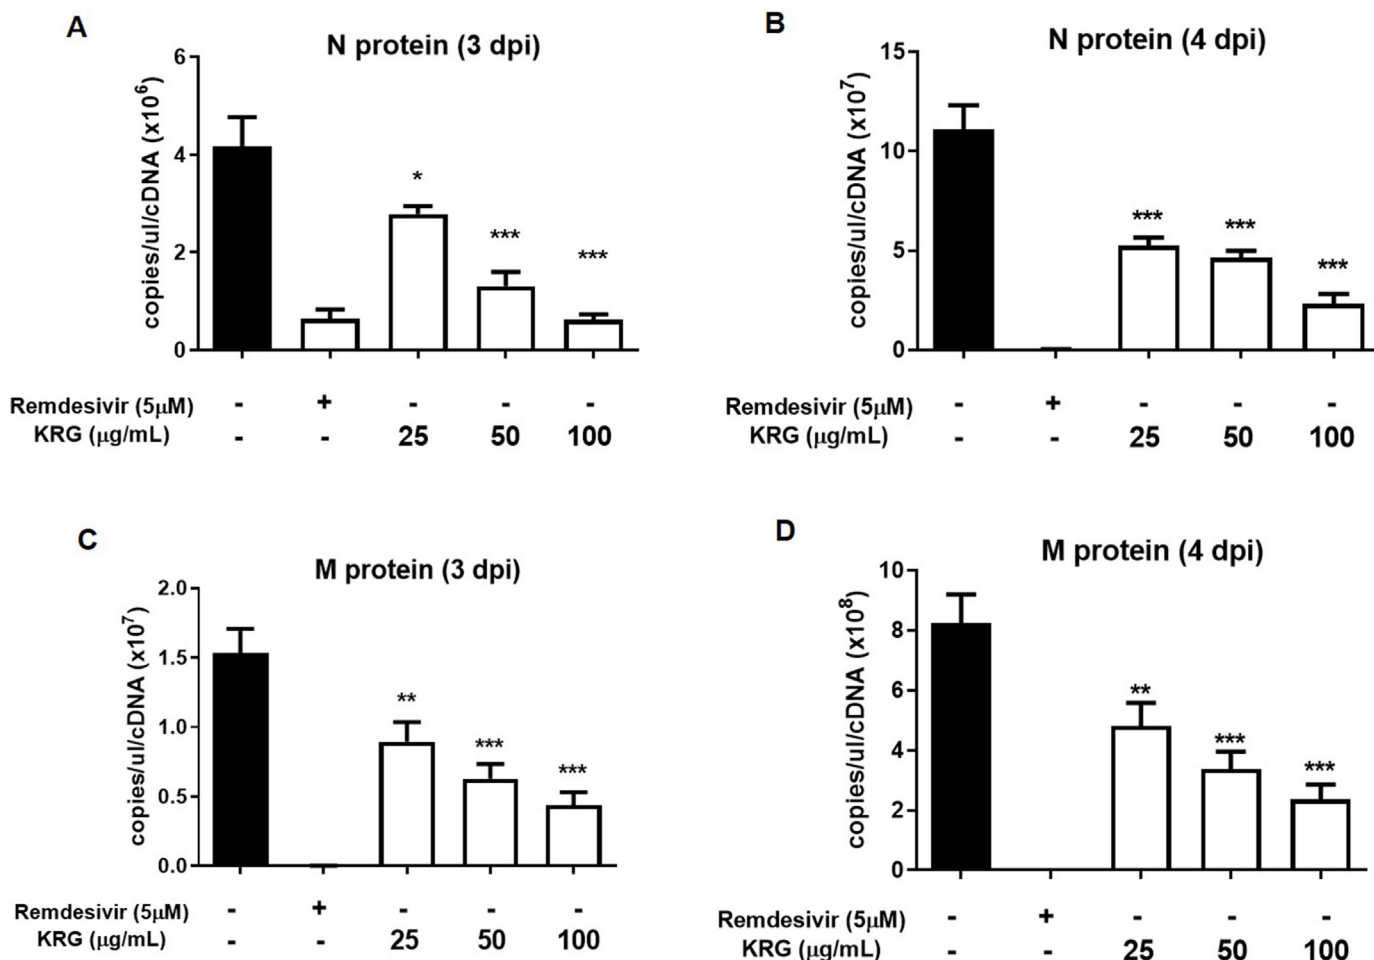 A
N protein (3 dpi)
copies/ul/cDNA (x10⁶)
6
4
2
0
*
***
***
Remdesivir (5μM) - + - - -
KRG (μg/mL) - - 25 50 100
B
N protein (4 dpi)
copies/ul/cDNA (x10⁷)
15
10
5
0
***
***
***
Remdesivir (5μM) - + - - -
KRG (μg/mL) - - 25 50 100
C
M protein (3 dpi)
copies/ul/cDNA (x10⁷)
2.0
1.5
1.0
0.5
0.0
**
***
***
Remdesivir (5μM) - + - - -
KRG (μg/mL) - - 25 50 100
D
M protein (4 dpi)
copies/ul/cDNA (x10⁸)
10
8
6
4
2
0
**
***
***
Remdesivir (5μM) - + - - -
KRG (μg/mL) - - 25 50 100